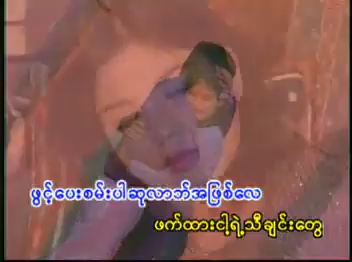 ဖွင့်ပေးစမ်းပါဆုလာဘ်အဖြစ်လေ
ဖက်ထားငါ့ရဲ့သီချင်းတွေ